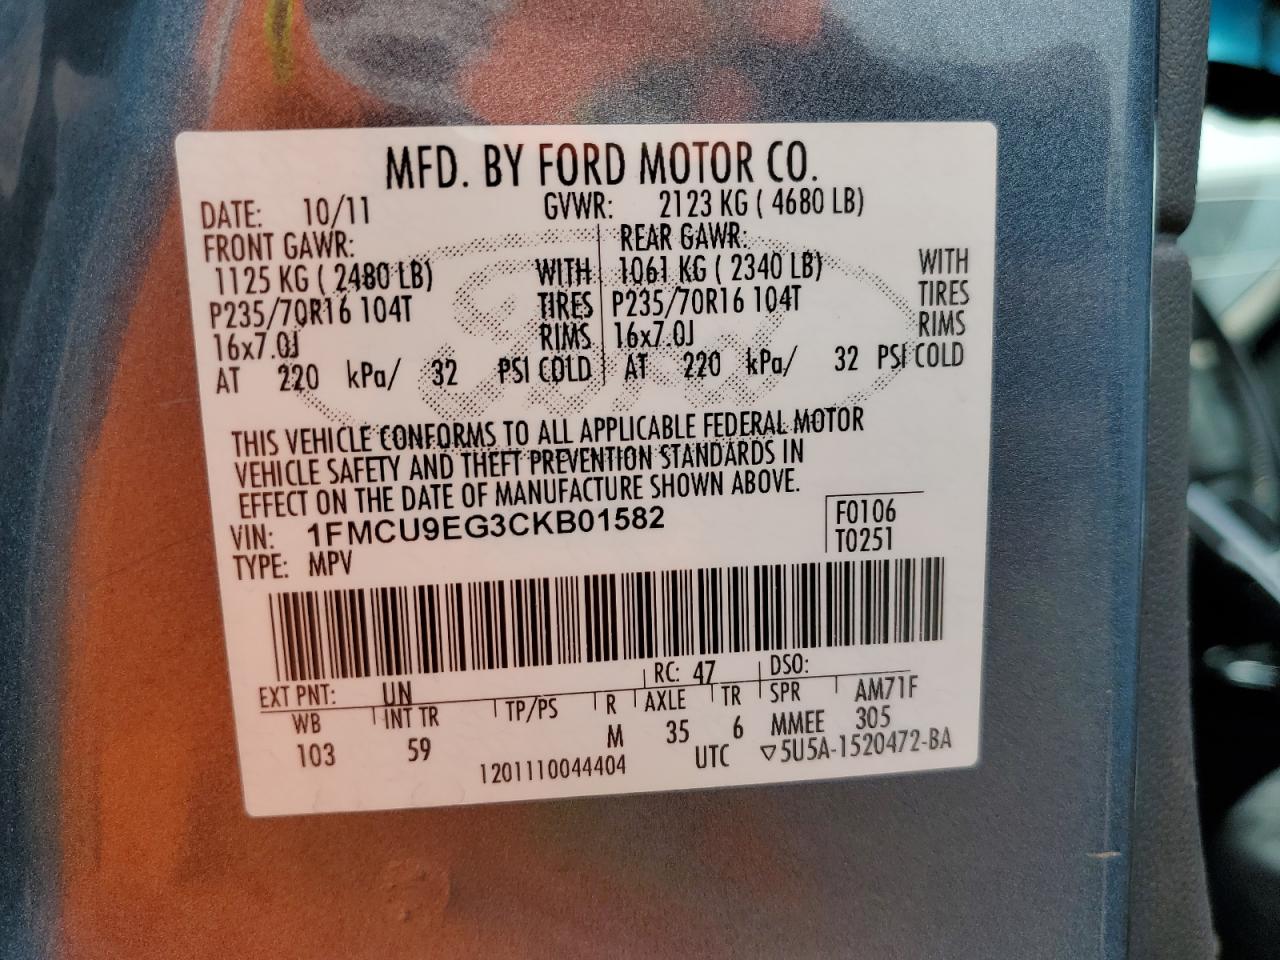 MFD. BY FORD MOTOR CO.
DATE: 10/11 GVWR: 2123 KG ( 4680 LB)
FRONT GAWR: REAR GAWR:
1125 KG ( 2480 LB) WITH 1061 KG ( 2340 LB) WITH
P235/70R16 104T TIRES P235/70R16 104T TIRES
16x7.0J RIMS 16x7.0J RIMS
AT 220 kPa/ 32 PSI COLD AT 220 kPa/ 32 PSI COLD
THIS VEHICLE CONFORMS TO ALL APPLICABLE FEDERAL MOTOR
VEHICLE SAFETY AND THEFT PREVENTION STANDARDS IN
EFFECT ON THE DATE OF MANUFACTURE SHOWN ABOVE.
VIN: 1FMCU9EG3CKB01582 F0106
TYPE: MPV T0251
EXT PNT: UN RC: 47 DSO:
WB INT TR TP/PS R AXLE TR SPR AM71F
103 59 M 35 6 MMEE 305
1201110044404 UTC ▽5U5A-1520472-BA